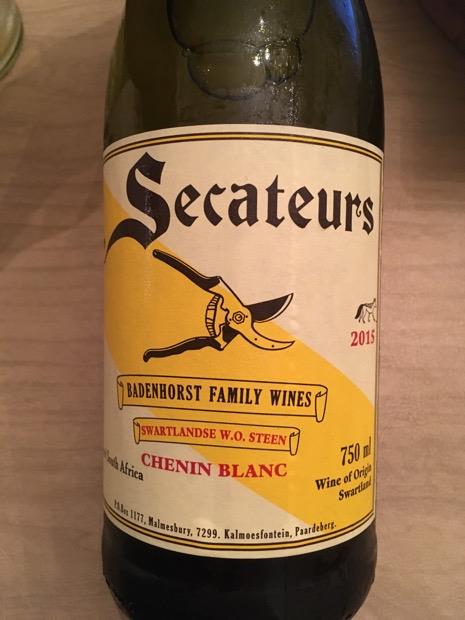 Secateurs
2015
BADENHORST FAMILY WINES
SWARTLANDSE W.O. STEEN
South Africa
CHENIN BLANC
750 ml
Wine of Origin
Swartland
P.O Box 1177, Malmesbury, 7299. Kalmoesfontein, Paardeberg.